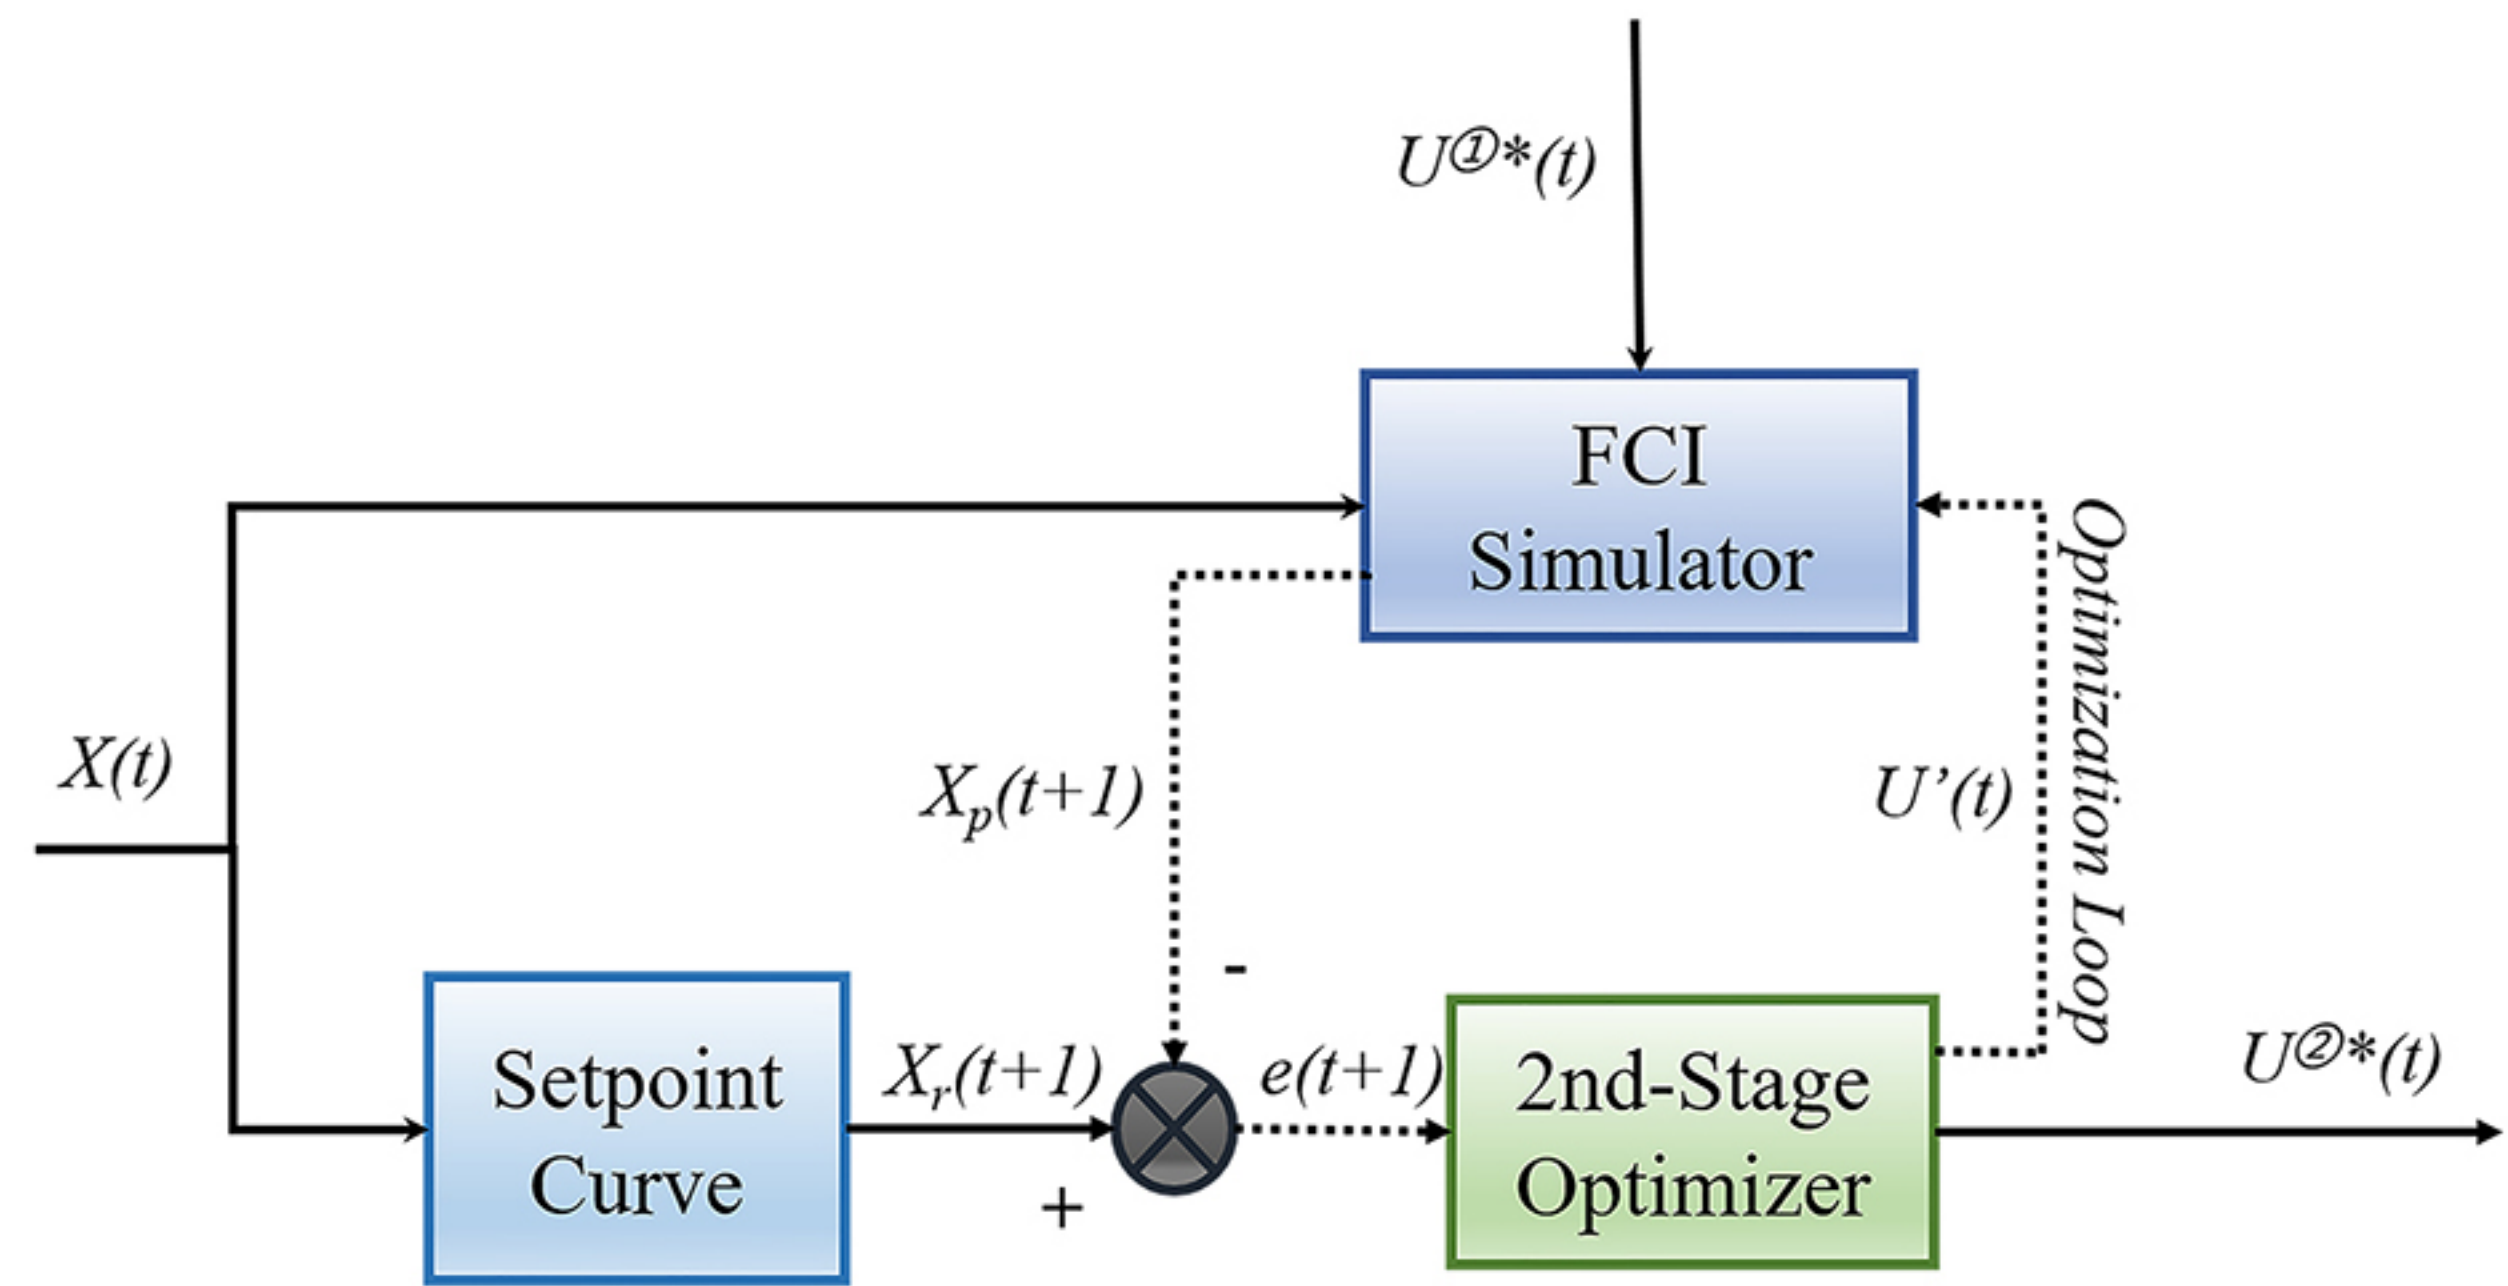 U①*(t)
FCI
Simulator
X(t)
Xₚ(t+1)
U’(t)
Optimization Loop
-
Setpoint
Curve
Xᵣ(t+1)
+
e(t+1)
2nd-Stage
Optimizer
U②*(t)